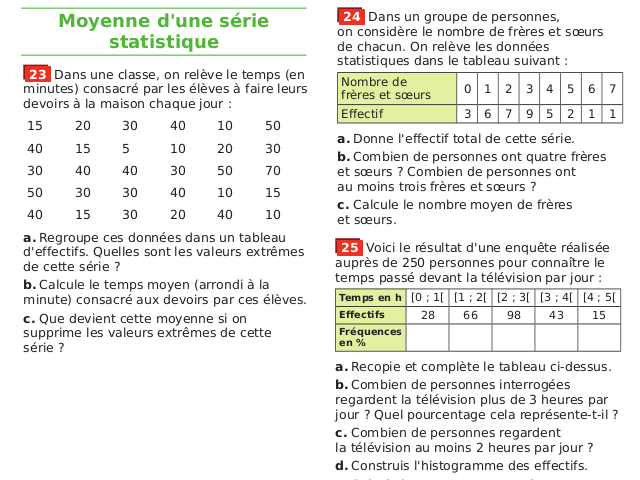 Moyenne d'une série
statistique
23 Dans une classe, on relève le temps (en
minutes) consacré par les élèves à faire leurs
devoirs à la maison chaque jour :
15 20 30 40 10 50
40 15 5 10 20 30
30 40 40 30 50 70
50 30 30 40 10 15
40 15 30 20 40 10
a. Regroupe ces données dans un tableau
d'effectifs. Quelles sont les valeurs extrêmes
de cette série ?
b. Calcule le temps moyen (arrondi à la
minute) consacré aux devoirs par ces élèves.
c. Que devient cette moyenne si on
supprime les valeurs extrêmes de cette
série ?
24 Dans un groupe de personnes,
on considère le nombre de frères et sœurs
de chacun. On relève les données
statistiques dans le tableau suivant :
Nombre de
frères et sœurs 0 1 2 3 4 5 6 7
Effectif 3 6 7 9 5 2 1 1
a. Donne l'effectif total de cette série.
b. Combien de personnes ont quatre frères
et sœurs ? Combien de personnes ont
au moins trois frères et sœurs ?
c. Calcule le nombre moyen de frères
et sœurs.
25 Voici le résultat d'une enquête réalisée
auprès de 250 personnes pour connaître le
temps passé devant la télévision par jour :
Temps en h [0 ; 1[ [1 ; 2[ [2 ; 3[ [3 ; 4[ [4 ; 5[
Effectifs 28 66 98 43 15
Fréquences
en %
a. Recopie et complète le tableau ci-dessus.
b. Combien de personnes interrogées
regardent la télévision plus de 3 heures par
jour ? Quel pourcentage cela représente-t-il ?
c. Combien de personnes regardent
la télévision au moins 2 heures par jour ?
d. Construis l'histogramme des effectifs.